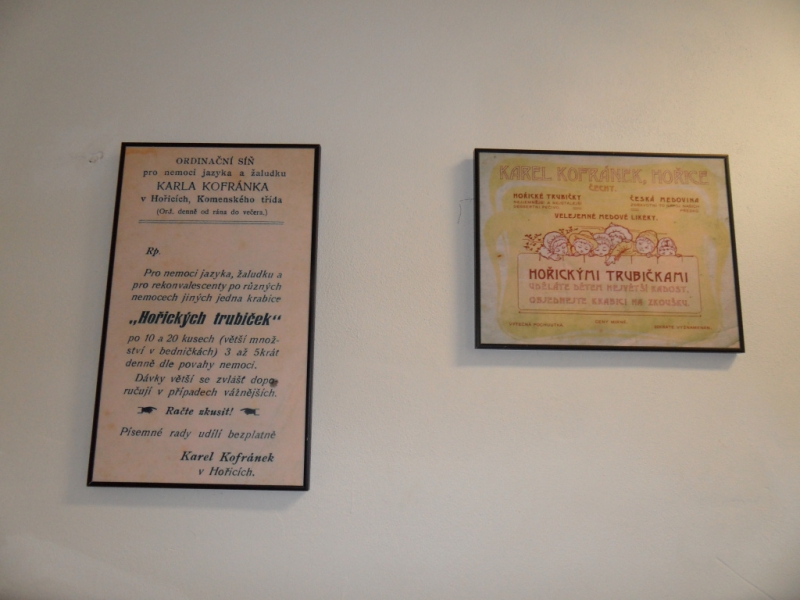 ORDINAČNÍ SÍŇ
pro nemoci jazyka a žaludku
KARLA KOFRÁNKA
v Hořicích, Komenského třída
(Ord. denně od rána do večera.)
Rp.
Pro nemoci jazyka, žaludku a
pro rekonvalescenty po různých
nemocech jiných jedna krabice
„Hořických trubiček“
po 10 a 20 kusech (větší množ-
ství v bedničkách) 3 až 5krát
denně dle povahy nemoci.
Dávky větší se zvlášť dopo-
ručují v případech vážnějších.
Račte zkusit!
Písemné rady udílí bezplatně
Karel Kofránek
v Hořicích.
KAREL KOFRÁNEK, HOŘICE
ČECHY.
HOŘICKÉ TRUBIČKY
ČESKÁ MEDOVINA
VELEJEMNÉ MEDOVÉ LIKÉRY.
HOŘICKÝMI TRUBIČKAMI
UDĚLÁTE DĚTEM NEJVĚTŠÍ RADOST,
OBJEDNEJTE KRABICI NA ZKOUŠKU.